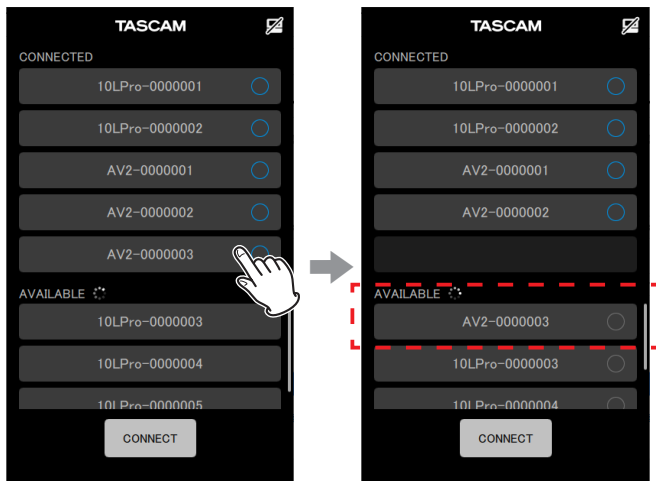 TASCAM
CONNECTED
10LPro-0000001
10LPro-0000002
AV2-0000001
AV2-0000002
AV2-0000003
AVAILABLE
10LPro-0000003
10LPro-0000004
10LPro-0000005
CONNECT
TASCAM
CONNECTED
10LPro-0000001
10LPro-0000002
AV2-0000001
AV2-0000002
AVAILABLE
AV2-0000003
10LPro-0000003
10LPro-0000004
CONNECT